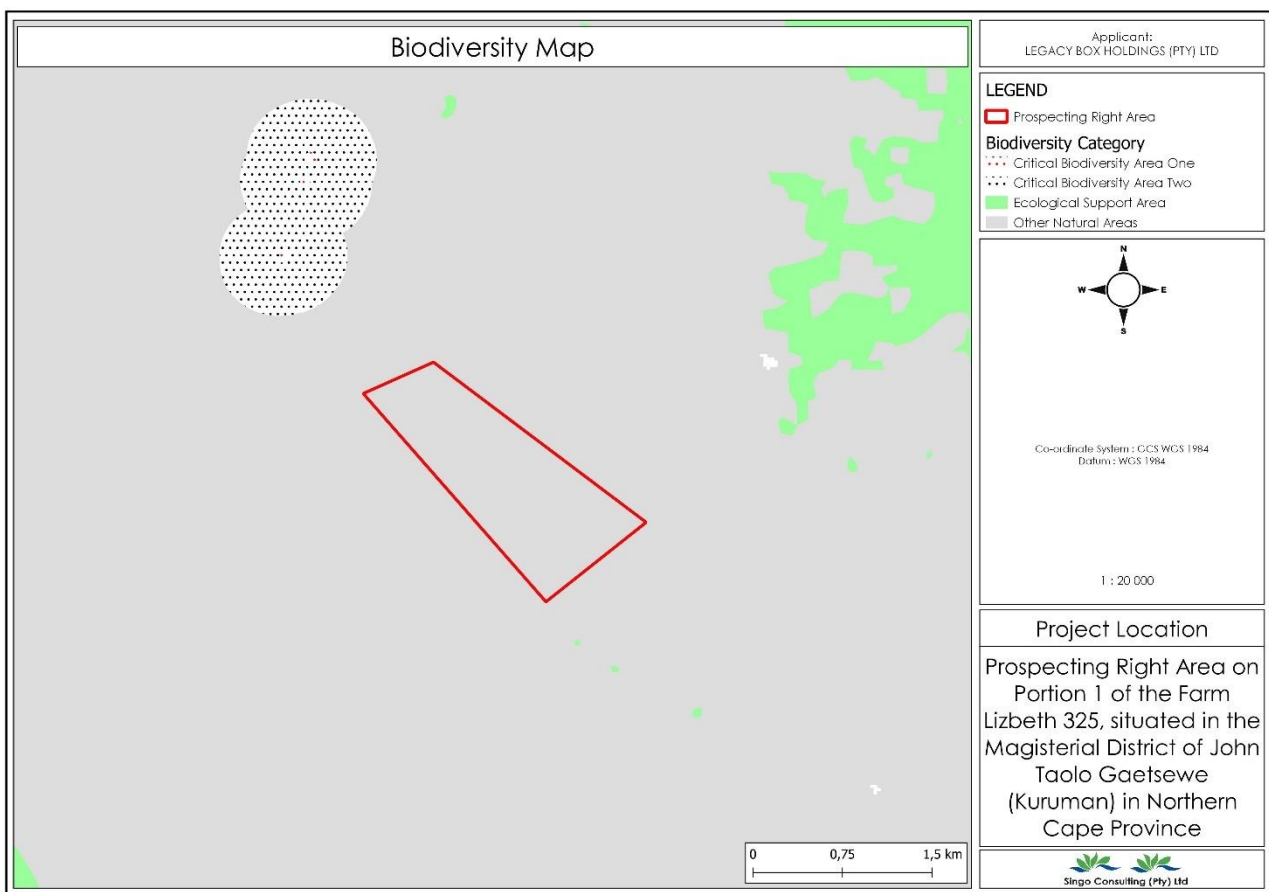 Biodiversity Map
Applicant:
LEGACY BOX HOLDINGS (PTY) LTD
LEGEND
Prospecting Right Area
Biodiversity Category
Critical Biodiversity Area One
Critical Biodiversity Area Two
Ecological Support Area
Other Natural Areas
N
W E
S
Co-ordinate System : GCS WGS 1984
Datum : WGS 1984
1 : 20 000
Project Location
Prospecting Right Area on
Portion 1 of the Farm
Lizbeth 325, situated in the
Magisterial District of John
Taolo Gaetsewe
(Kuruman) in Northern
Cape Province
0 0,75 1,5 km
Singo Consulting (Pty) Ltd